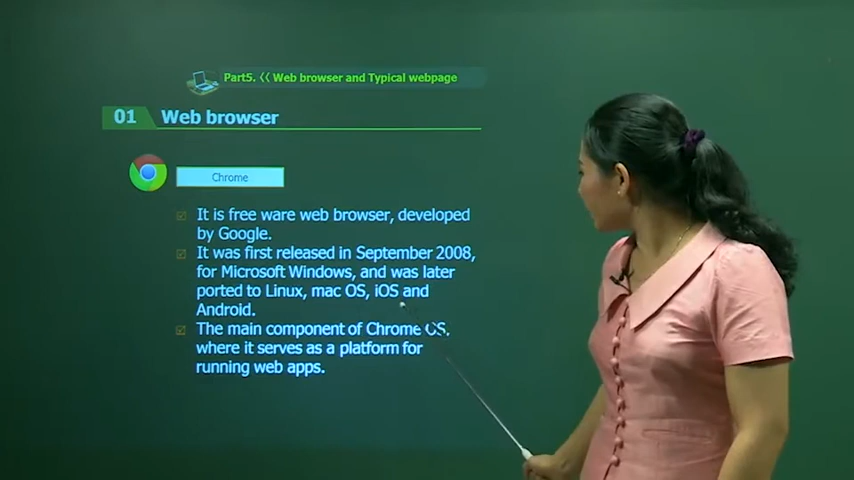 Part5. 《 Web browser and Typical webpage
01 Web browser
Chrome
It is free ware web browser, developed
by Google.
It was first released in September 2008,
for Microsoft Windows, and was later
ported to Linux, mac OS, iOS and
Android.
The main component of Chrome OS,
where it serves as a platform for
running web apps.